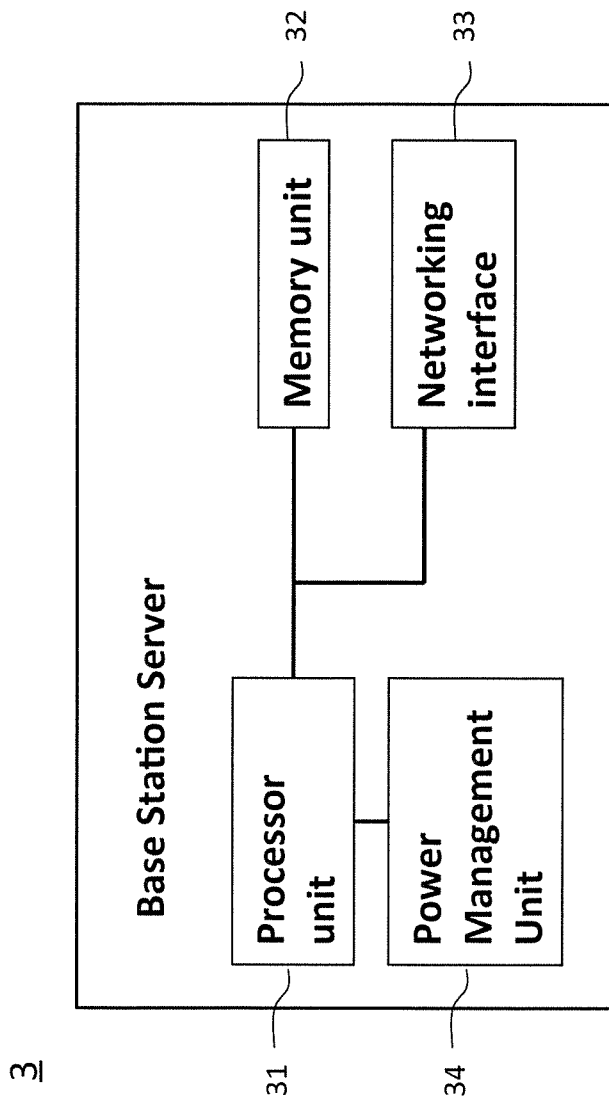 3
Base Station Server
Processor
unit
Memory unit
Power
Management
Unit
Networking
interface
31
32
34
33